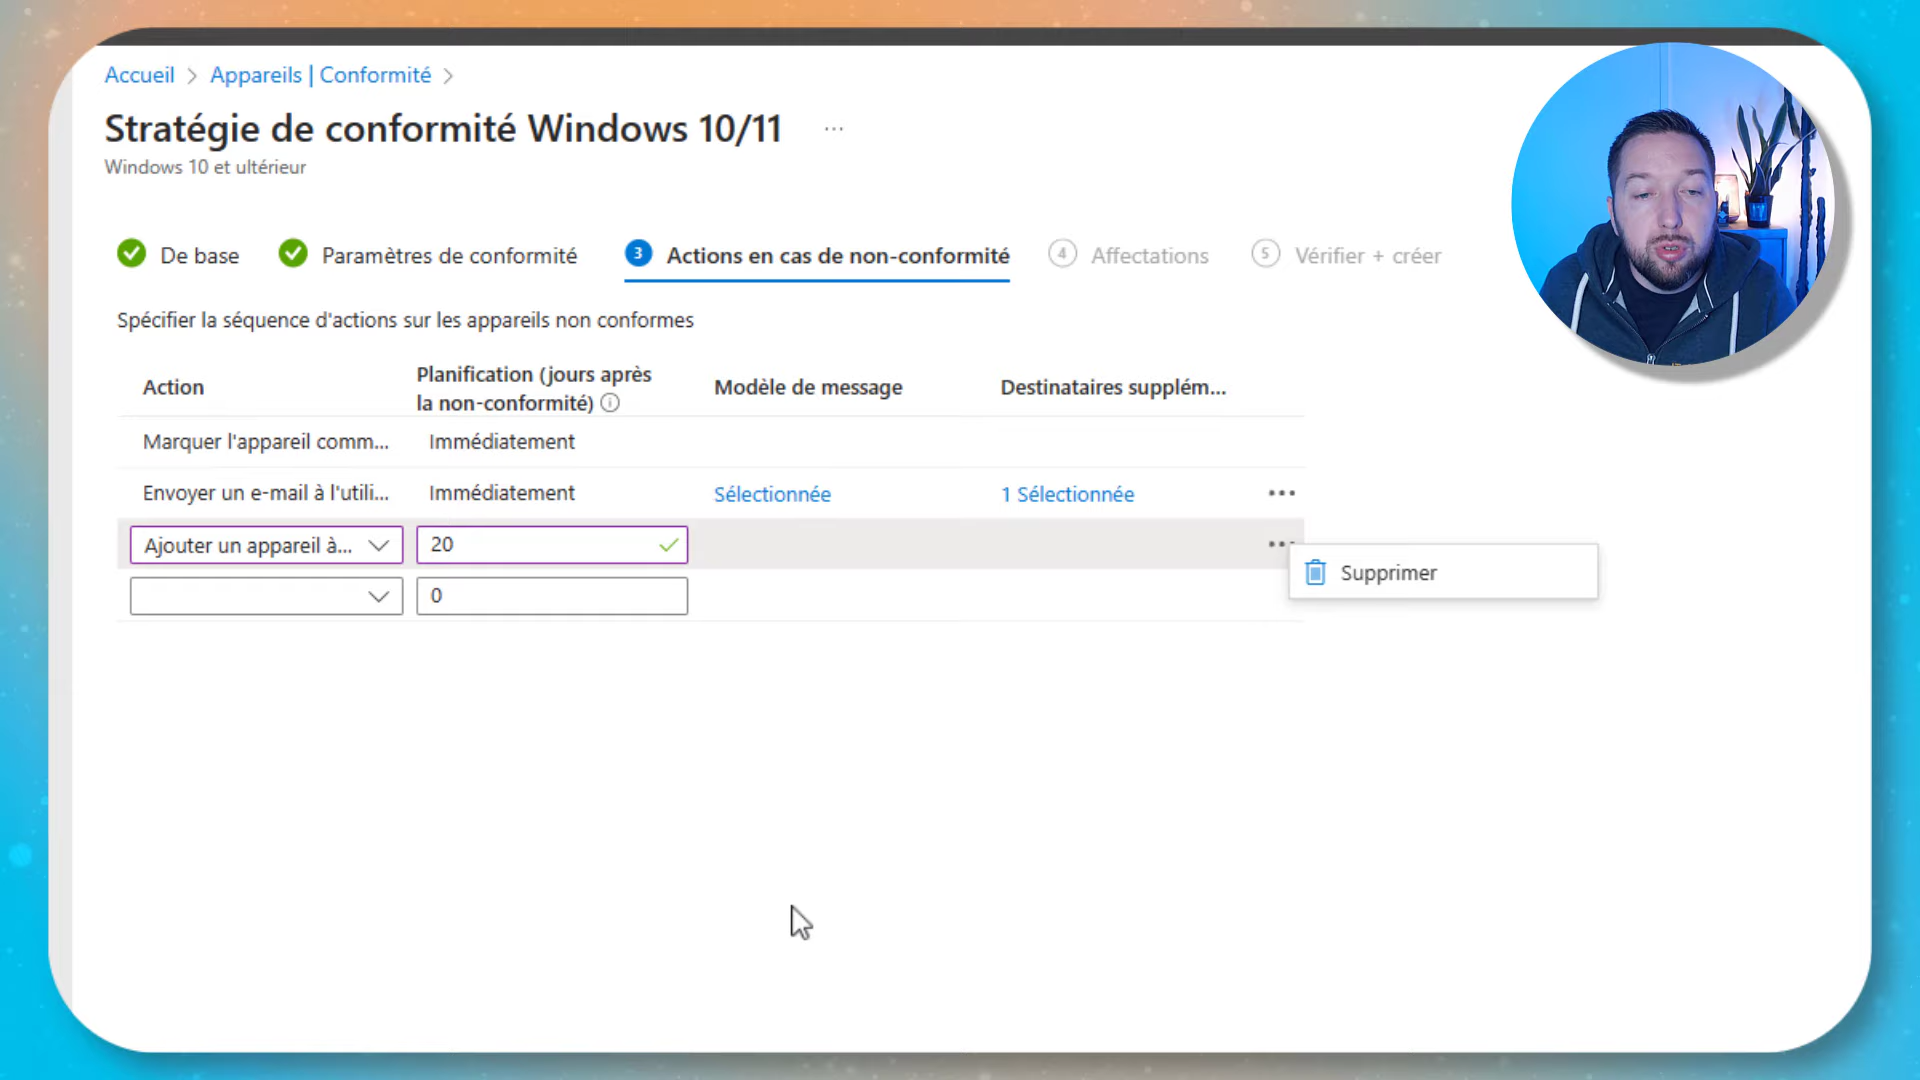 Accueil > Appareils | Conformité >
Stratégie de conformité Windows 10/11 ...
Windows 10 et ultérieur
De base
Paramètres de conformité
3 Actions en cas de non-conformité
4 Affectations
5 Vérifier + créer
Spécifier la séquence d'actions sur les appareils non conformes
Action
Planification (jours après
la non-conformité)
Modèle de message
Destinataires supplém...
Marquer l'appareil comm... Immédiatement
Envoyer un e-mail à l'utili... Immédiatement Sélectionnée 1 Sélectionnée
Ajouter un appareil à... 20
Supprimer
0